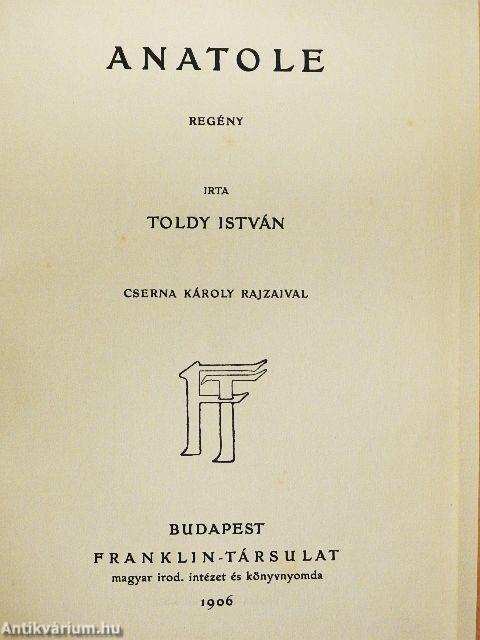 ANATOLE
REGÉNY
IRTA
TOLDY ISTVÁN
CSERNA KÁROLY RAJZAIVAL
FT
BUDAPEST
FRANKLIN-TÁRSULAT
magyar irod. intézet és könyvnyomda
1906
Antikvárium.hu